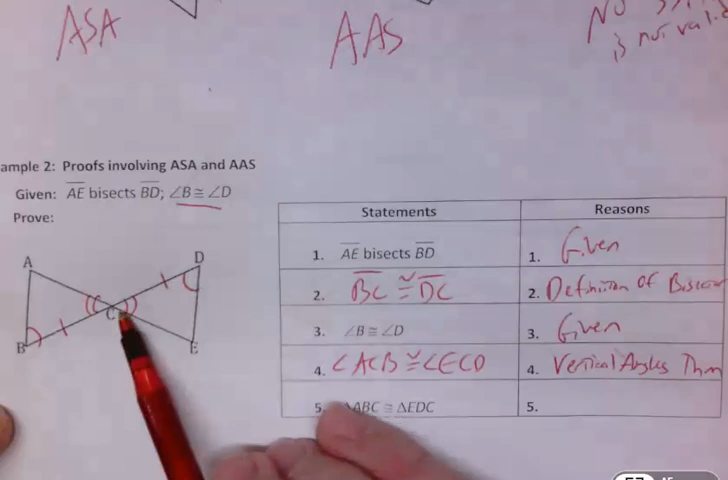 ASA
AAS
No
is not valid
ample 2: Proofs involving ASA and AAS
Given: AE bisects BD; ∠B ≅ ∠D
Prove:
Statements Reasons
1. AE bisects BD 1. Given
2. BC ≅ DC 2. Definition Of Bisector
3. ∠B ≅ ∠D 3. Given
4. ∠ACB ≅ ∠ECD 4. Vertical Angles Thm
5. ΔABC ≅ ΔEDC 5.
A
D
C
B
E